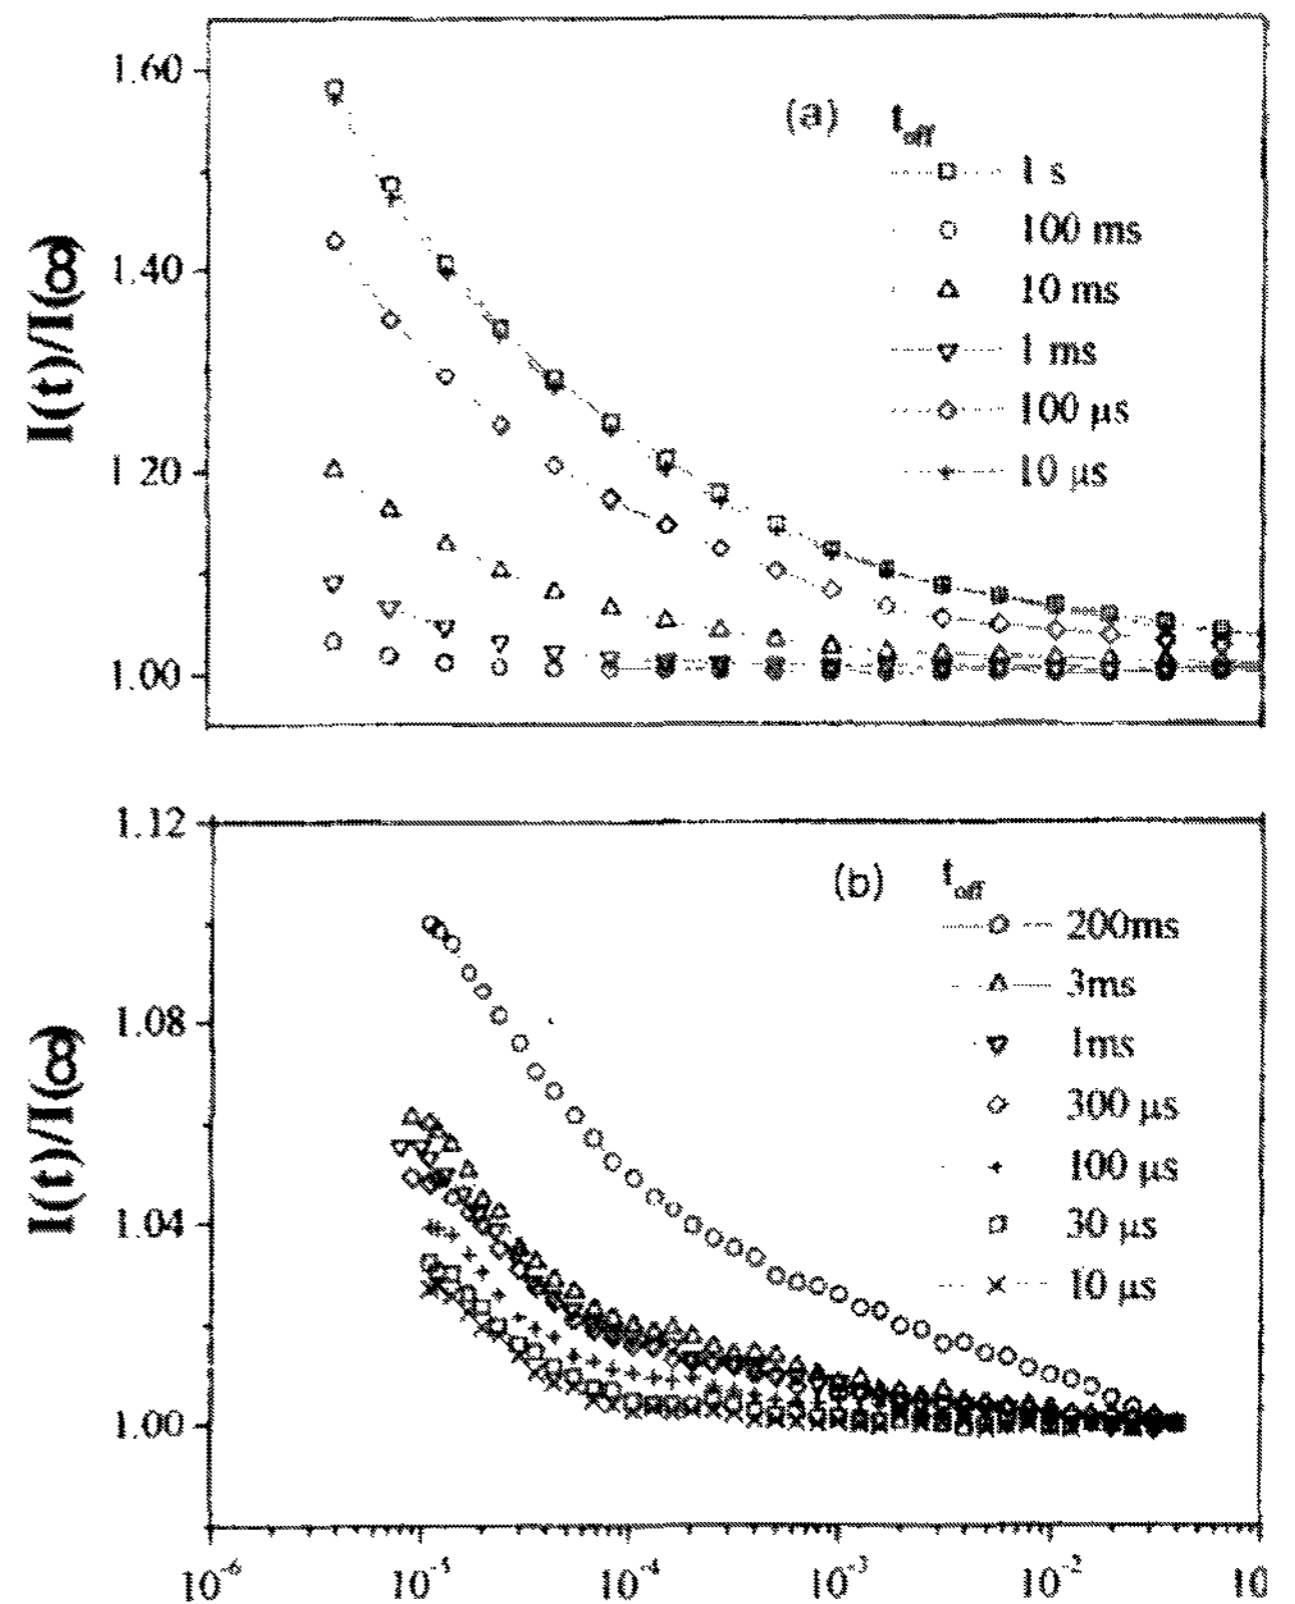 1.60
1.40
1.20
1.00
I(t)/I(∞)
(a) t_off
1 s
100 ms
10 ms
1 ms
100 µs
10 µs
1.12
1.08
1.04
1.00
I(t)/I(∞)
(b) t_off
200ms
3ms
1ms
300 µs
100 µs
30 µs
10 µs
10^-6 10^-5 10^-4 10^-3 10^-2 10